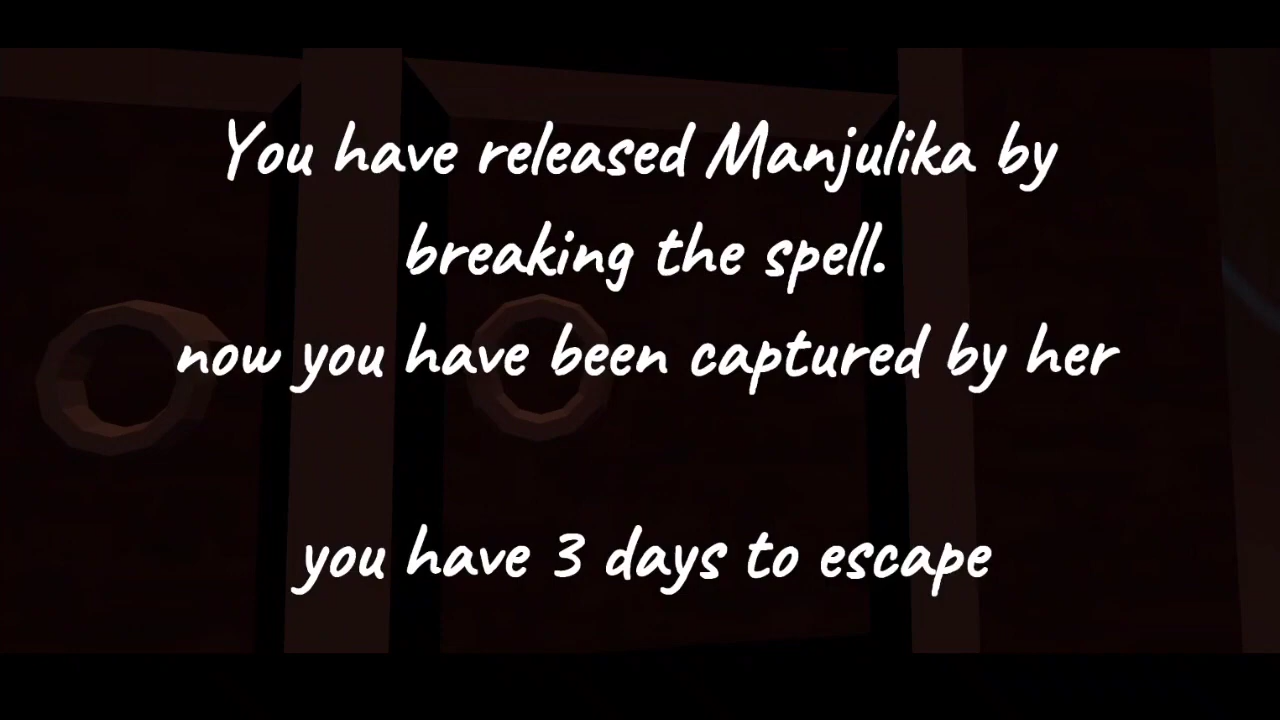 You have released Manjulika by
breaking the spell.
now you have been captured by her
you have 3 days to escape